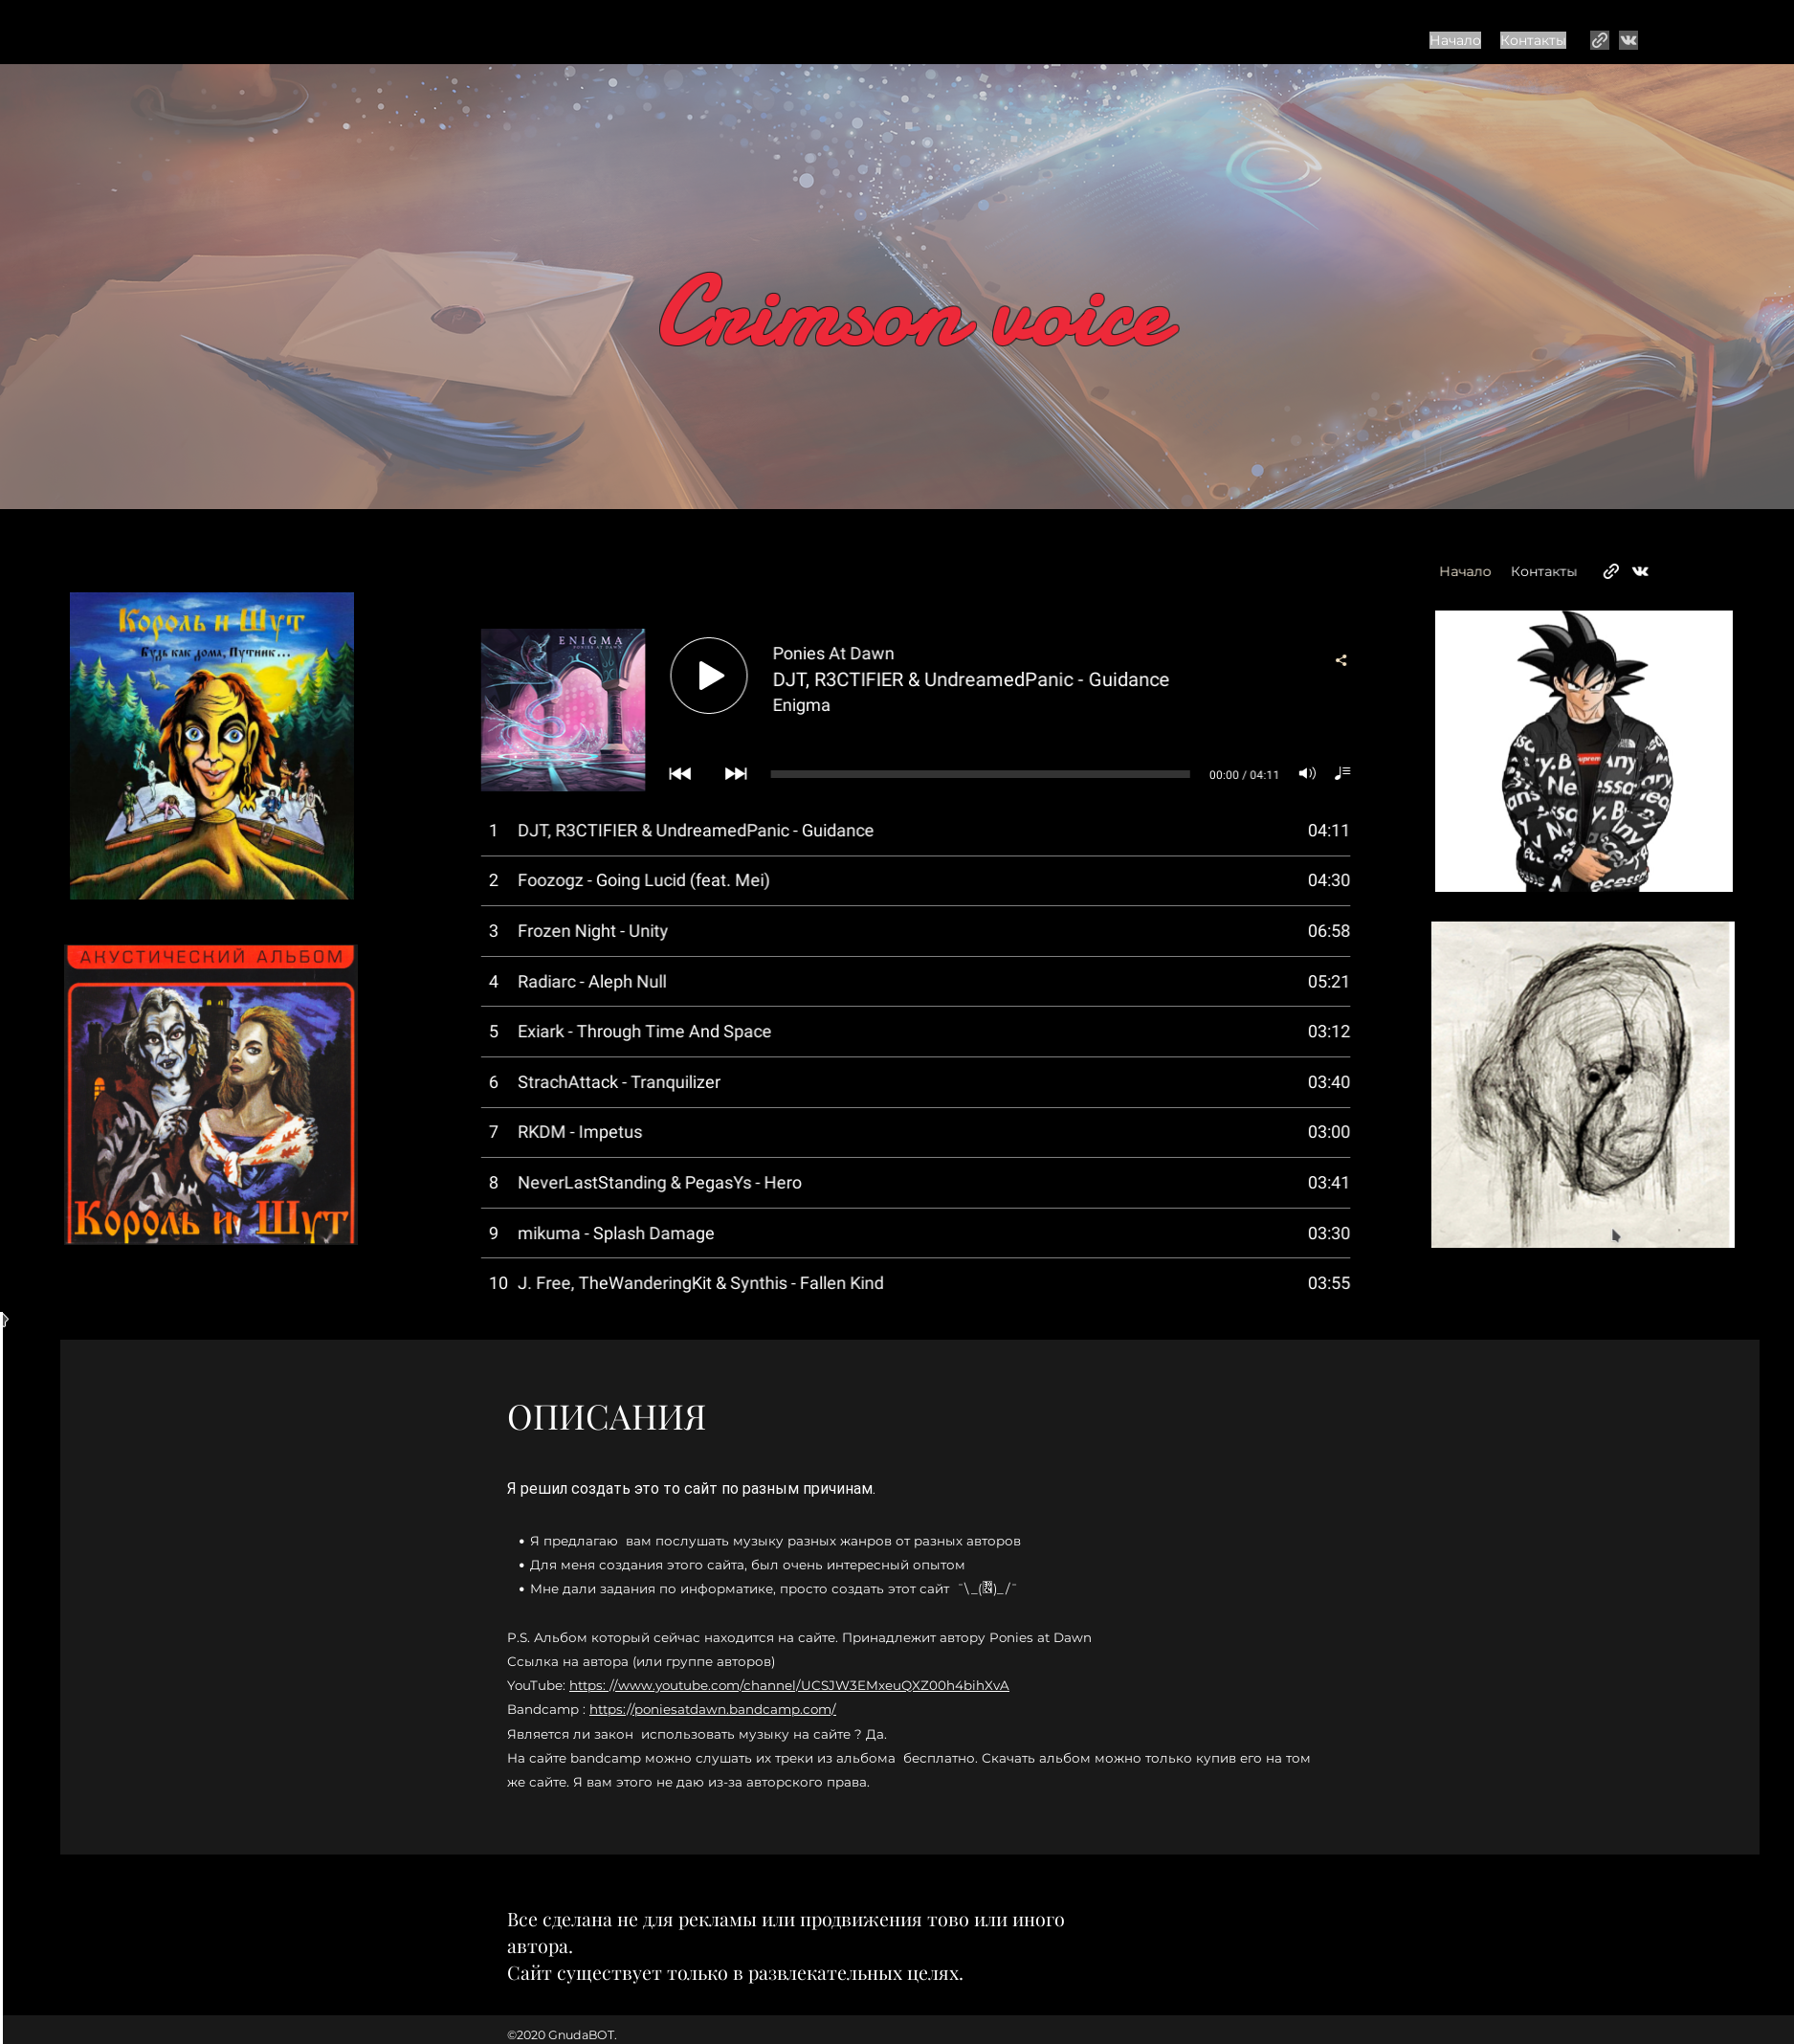 Начало Контакты
Crimson voice
Начало Контакты
Король и Шут
Будь как дома, Путник...
ENIGMA
PONIES AT DAWN
Ponies At Dawn
DJT, R3CTIFIER & UndreamedPanic - Guidance
Enigma
00:00 / 04:11
1 DJT, R3CTIFIER & UndreamedPanic - Guidance 04:11
2 Foozogz - Going Lucid (feat. Mei) 04:30
3 Frozen Night - Unity 06:58
4 Radiarc - Aleph Null 05:21
5 Exiark - Through Time And Space 03:12
6 StrachAttack - Tranquilizer 03:40
7 RKDM - Impetus 03:00
8 NeverLastStanding & PegasYs - Hero 03:41
9 mikuma - Splash Damage 03:30
10 J. Free, TheWanderingKit & Synthis - Fallen Kind 03:55
АКУСТИЧЕСКИЙ АЛЬБОМ
Король и Шут
ОПИСАНИЯ
Я решил создать это то сайт по разным причинам.
• Я предлагаю  вам послушать музыку разных жанров от разных авторов
• Для меня создания этого сайта, был очень интересный опытом
• Мне дали задания по информатике, просто создать этот сайт
P.S. Альбом который сейчас находится на сайте. Принадлежит автору Ponies at Dawn
Ссылка на автора (или группе авторов)
YouTube: https: //www.youtube.com/channel/UCSJW3EMxeuQXZ00h4bihXvA
Bandcamp : https://poniesatdawn.bandcamp.com/
Является ли закон  использовать музыку на сайте ? Да.
На сайте bandcamp можно слушать их треки из альбома  бесплатно. Скачать альбом можно только купив его на том
же сайте. Я вам этого не даю из-за авторского права.
Все сделана не для рекламы или продвижения тово или иного
автора.
Сайт существует только в развлекательных целях.
©2020 GnudaBOT.